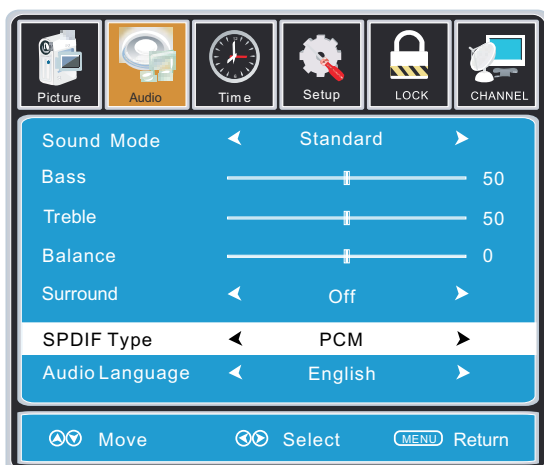 Picture Audio Time Setup LOCK CHANNEL
Sound Mode Standard
Bass 50
Treble 50
Balance 0
Surround Off
SPDIF Type PCM
Audio Language English
Move Select MENU Return